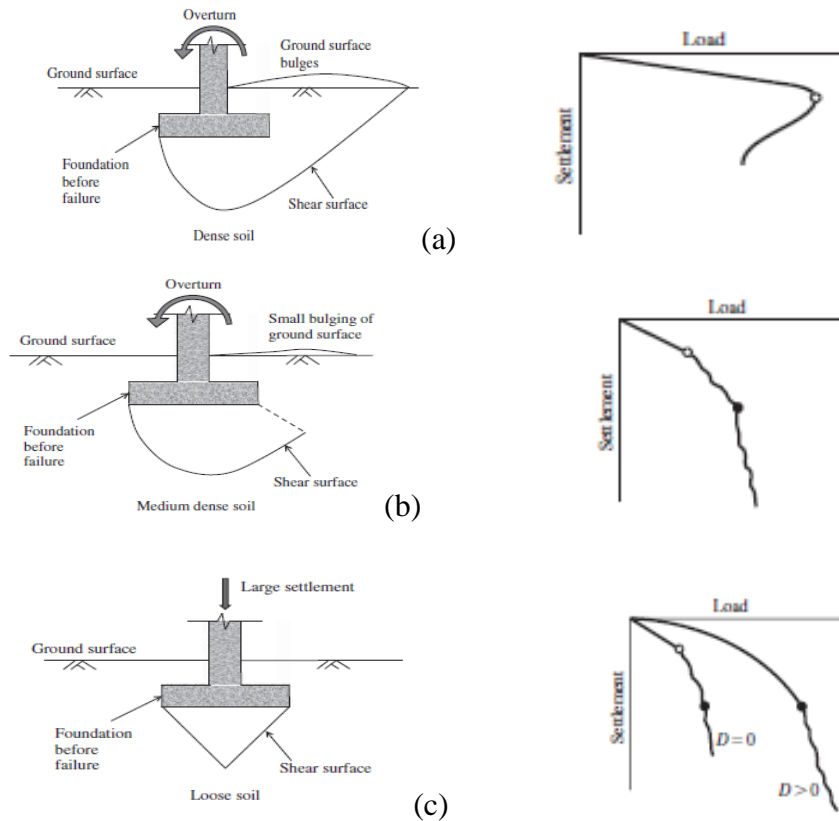 Overturn
Ground surface
bulges
Ground surface
Foundation
before
failure
Shear surface
Dense soil
(a)
Load
Settlement
Overturn
Small bulging of
ground surface
Ground surface
Foundation
before
failure
Shear surface
Medium dense soil
(b)
Load
Settlement
Large settlement
Ground surface
Foundation
before
failure
Shear surface
Loose soil
(c)
Load
Settlement
D = 0
D > 0